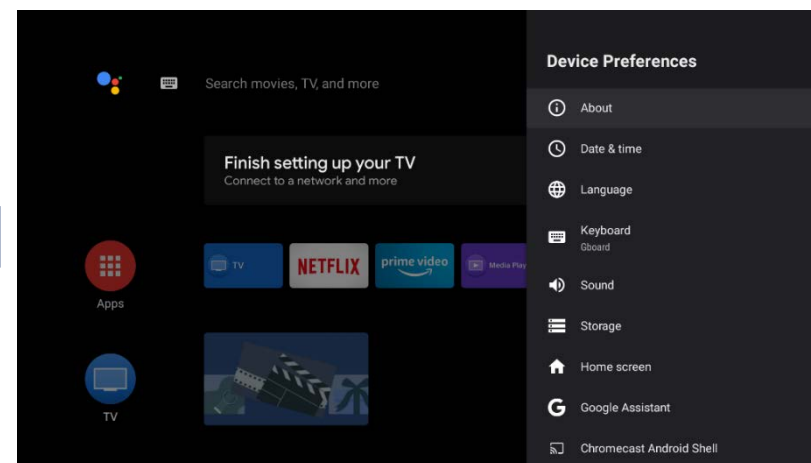 Search movies, TV, and more
Finish setting up your TV
Connect to a network and more
TV
NETFLIX
prime video
Media Play
Apps
TV
Device Preferences
About
Date & time
Language
Keyboard
Gboard
Sound
Storage
Home screen
Google Assistant
Chromecast Android Shell